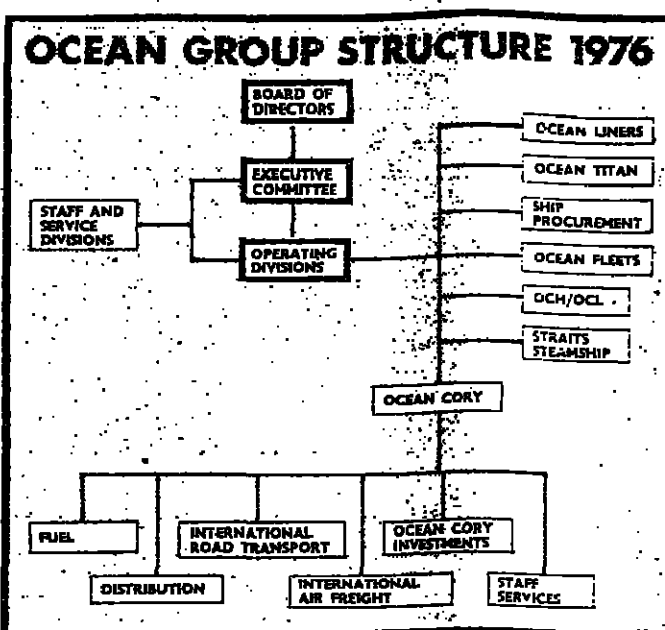 OCEAN GROUP STRUCTURE 1976
BOARD OF
DIRECTORS
EXECUTIVE
COMMITTEE
STAFF AND
SERVICE
DIVISIONS
OPERATING
DIVISIONS
OCEAN LINERS
OCEAN TITAN
SHIP
PROCUREMENT
OCEAN FLEETS
OCH/OCL
STRAITS
STEAMSHIP
OCEAN CORY
FUEL
INTERNATIONAL
ROAD TRANSPORT
OCEAN CORY
INVESTMENTS
DISTRIBUTION
INTERNATIONAL
AIR FREIGHT
STAFF
SERVICES